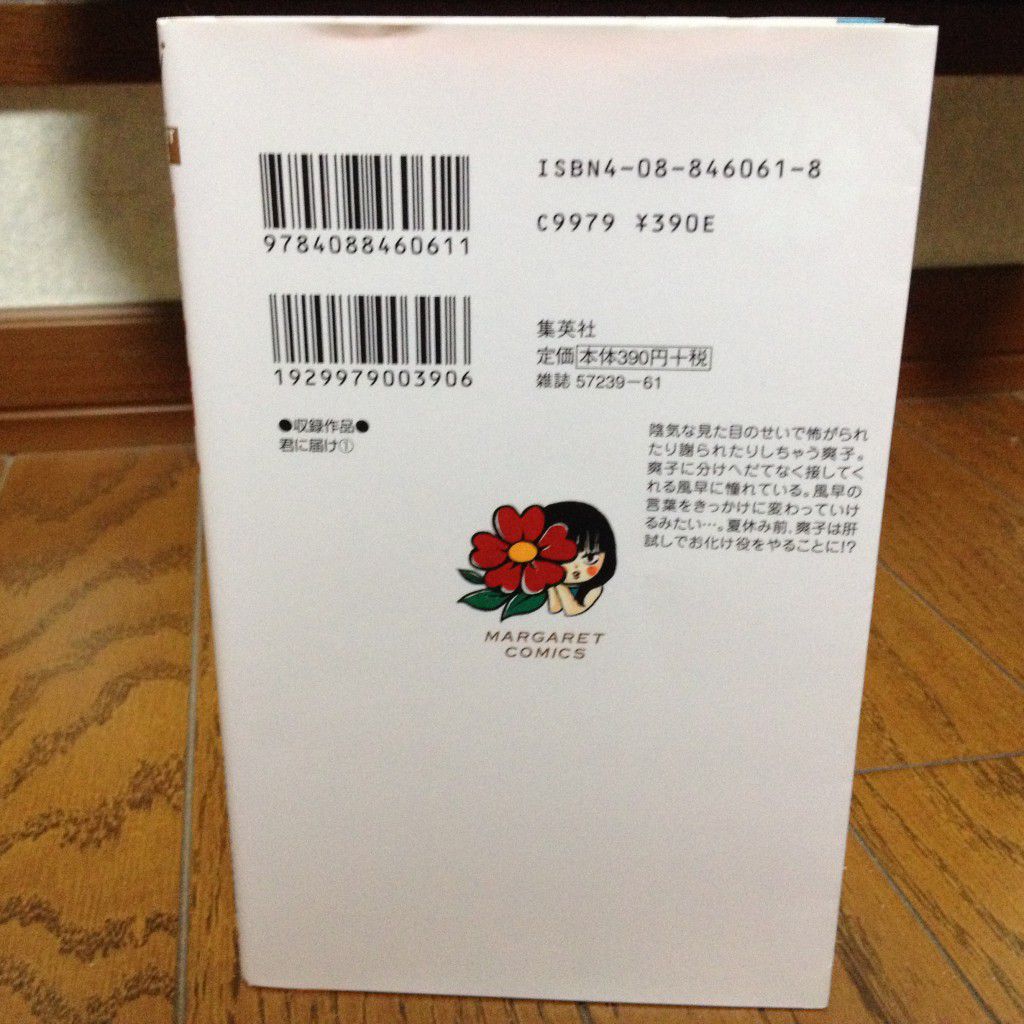 9784088460611
ISBN4-08-846061-8
C9979 ¥390E
1929979003906
集英社
定価 本体390円+税
雑誌 57239-61
●収録作品●
君に届け①
陰気な見た目のせいで怖がられ
たり謝られたりしちゃう爽子。
爽子に分けへだてなく接してく
れる風早に憧れている。風早の
言葉をきっかけに変わっていけ
るみたい…。夏休み前、爽子は肝
試しでお化け役をやることに!?
MARGARET
COMICS